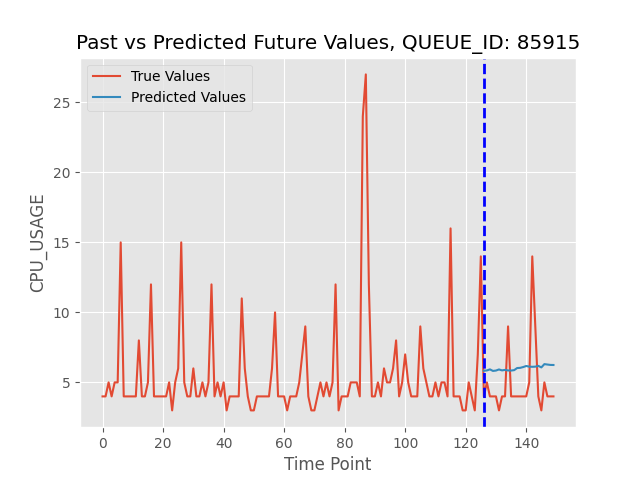 Past vs Predicted Future Values, QUEUE_ID: 85915
True Values
Predicted Values
CPU_USAGE
25
20
15
10
5
0 20 40 60 80 100 120 140
Time Point